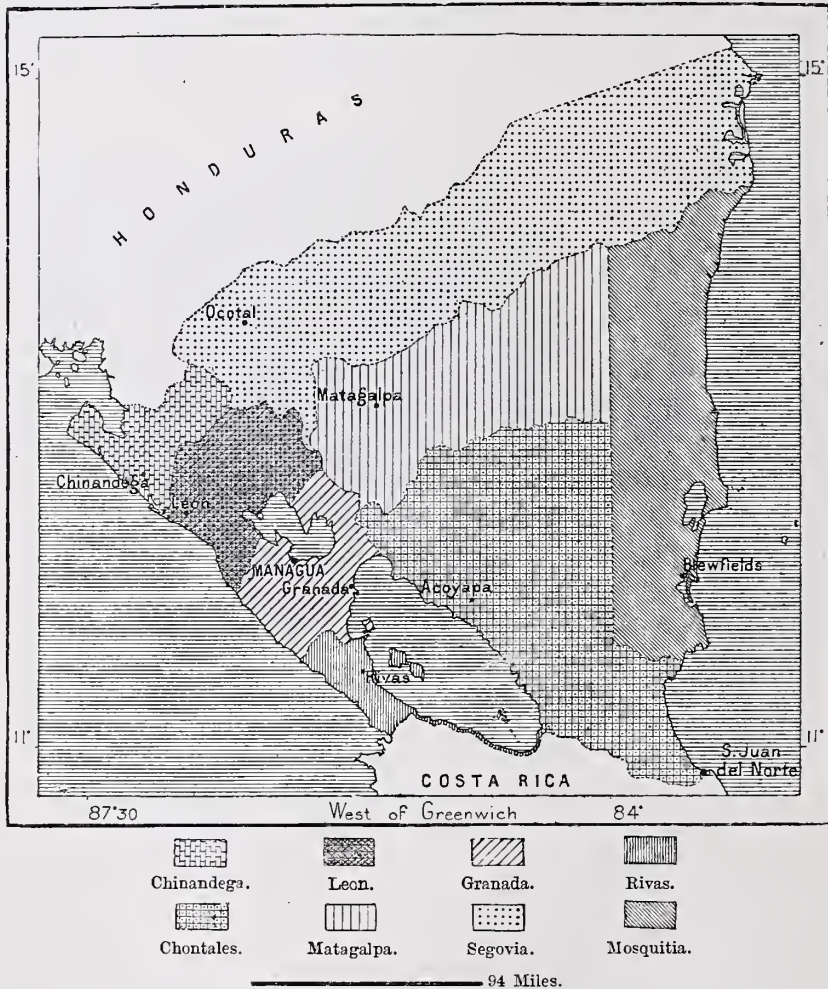 15°
15°
HONDURAS
Ocotal
Matagalpa
Chinandega
Leon
MANAGUA
Granada
Acoyapa
Blewfields
Rivas
11°
11°
S. Juan
del Norte
COSTA RICA
87°30
West of Greenwich
84°
Chinandega.
Leon.
Granada.
Rivas.
Chontales.
Matagalpa.
Segovia.
Mosquitia.
94 Miles.